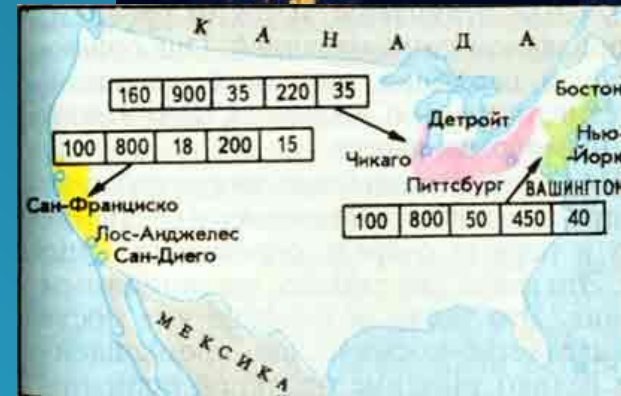 КАНАДА
160 900 35 220 35
Бостон
Детройт
100 800 18 200 15
Нью-
Чикаго
-Йорк
Питтсбург ВАШИНГТОН
Сан-Франциско
100 800 50 450 40
Лос-Анджелес
Сан-Диего
МЕКСИКА